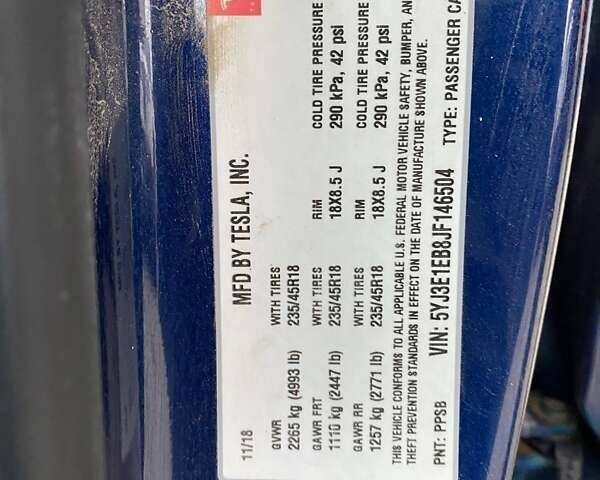 MFD BY TESLA, INC.
11/18
GVWR WITH TIRES RIM COLD TIRE PRESSURE
2265 kg (4993 lb) 235/45R18 18X8.5 J 290 kPa, 42 psi
GAWR FRT WITH TIRES RIM COLD TIRE PRESSURE
1110 kg (2447 lb) 235/45R18 18X8.5 J 290 kPa, 42 psi
GAWR RR
1257 kg (2771 lb)
THIS VEHICLE CONFORMS TO ALL APPLICABLE U.S. FEDERAL MOTOR VEHICLE SAFETY, BUMPER, AN
THEFT PREVENTION STANDARDS IN EFFECT ON THE DATE OF MANUFACTURE SHOWN ABOVE.
PNT: PPSB VIN: 5YJ3E1EB8JF146504 TYPE: PASSENGER CA